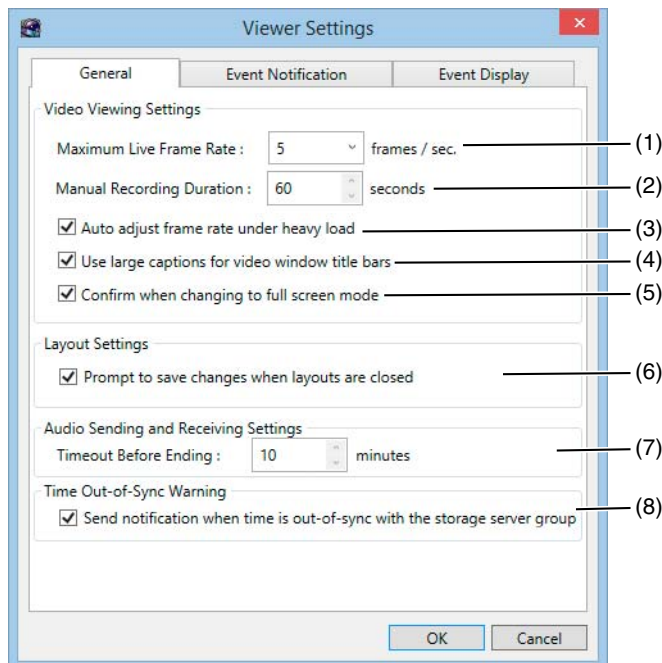 Viewer Settings
General Event Notification Event Display
Video Viewing Settings
Maximum Live Frame Rate : 5 frames / sec. (1)
Manual Recording Duration : 60 seconds (2)
Auto adjust frame rate under heavy load (3)
Use large captions for video window title bars (4)
Confirm when changing to full screen mode (5)
Layout Settings
Prompt to save changes when layouts are closed (6)
Audio Sending and Receiving Settings
Timeout Before Ending : 10 minutes (7)
Time Out-of-Sync Warning
Send notification when time is out-of-sync with the storage server group (8)
OK Cancel